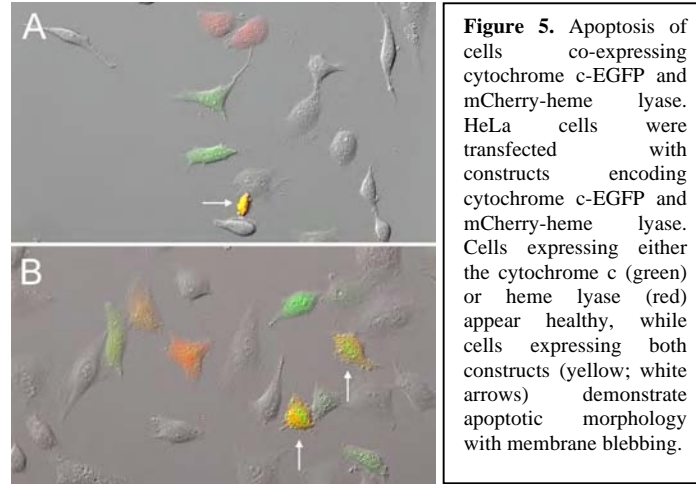 A
B
Figure 5. Apoptosis of
cells co-expressing
cytochrome c-EGFP and
mCherry-heme lyase.
HeLa cells were
transfected with
constructs encoding
cytochrome c-EGFP and
mCherry-heme lyase.
Cells expressing either
the cytochrome c (green)
or heme lyase (red)
appear healthy, while
cells expressing both
constructs (yellow; white
arrows) demonstrate
apoptotic morphology
with membrane blebbing.